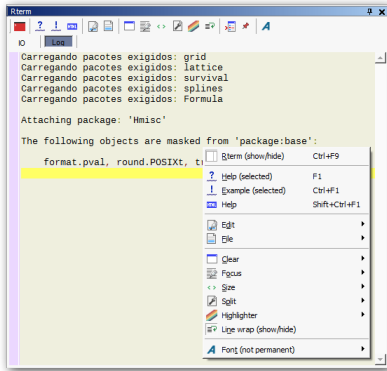 Rterm
IO Log
Carregando pacotes exigidos: grid
Carregando pacotes exigidos: lattice
Carregando pacotes exigidos: survival
Carregando pacotes exigidos: splines
Carregando pacotes exigidos: Formula
Attaching package: 'Hmisc'
The following objects are masked from 'package:base':
format.pval, round.POSIXt, t
Rterm (show/hide) Ctrl+F9
Help (selected) F1
Example (selected) Ctrl+F1
Help Shift+Ctrl+F1
Edit
File
Clear
Focus
Size
Split
Highlighter
Line wrap (show/hide)
Font (not permanent)